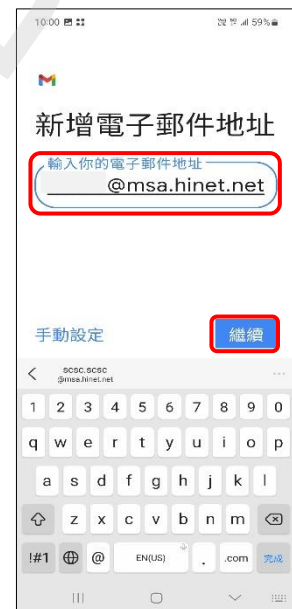 10:00 59%
新增電子郵件地址
輸入你的電子郵件地址
@msa.hinet.net
手動設定 繼續
scsc.scsc
@msa.hinet.net
1 2 3 4 5 6 7 8 9 0
q w e r t y u i o p
a s d f g h j k l
z x c v b n m
!#1 @ EN(US) . .com 完成